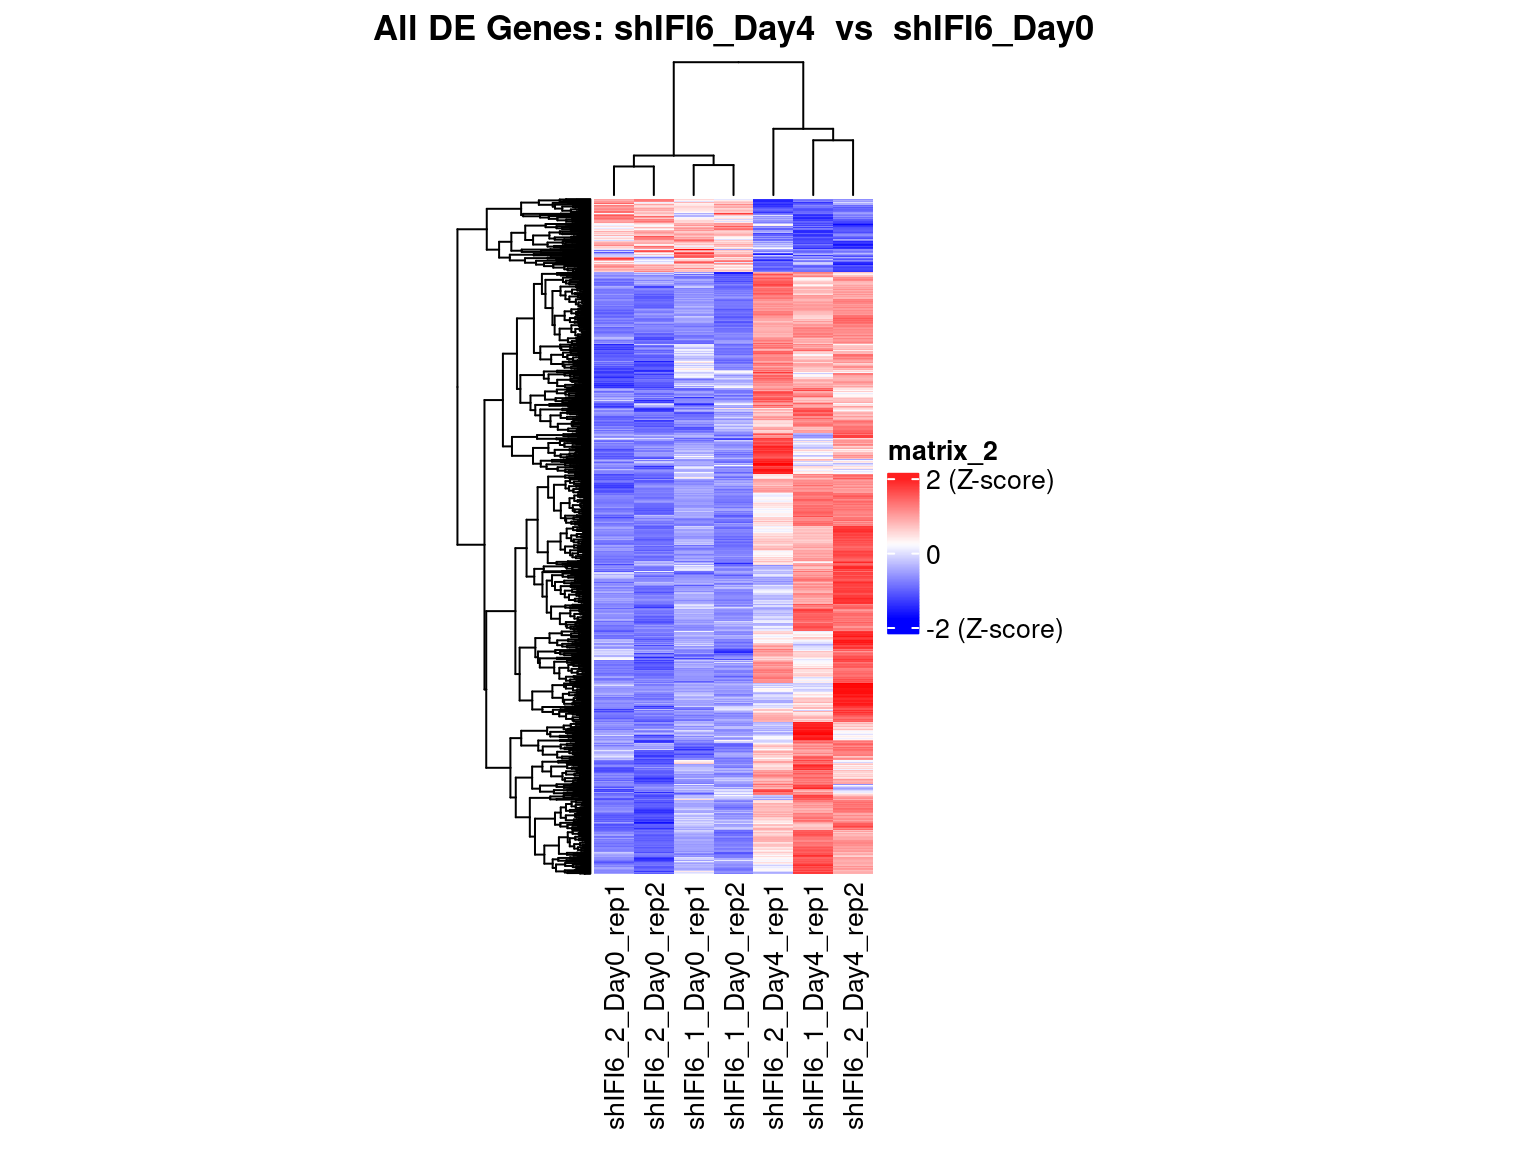 All DE Genes: shIFI6_Day4 vs shIFI6_Day0
matrix_2
2 (Z-score)
0
-2 (Z-score)
shIFI6_2_Day0_rep1
shIFI6_2_Day0_rep2
shIFI6_1_Day0_rep1
shIFI6_1_Day0_rep2
shIFI6_2_Day4_rep1
shIFI6_1_Day4_rep1
shIFI6_2_Day4_rep2